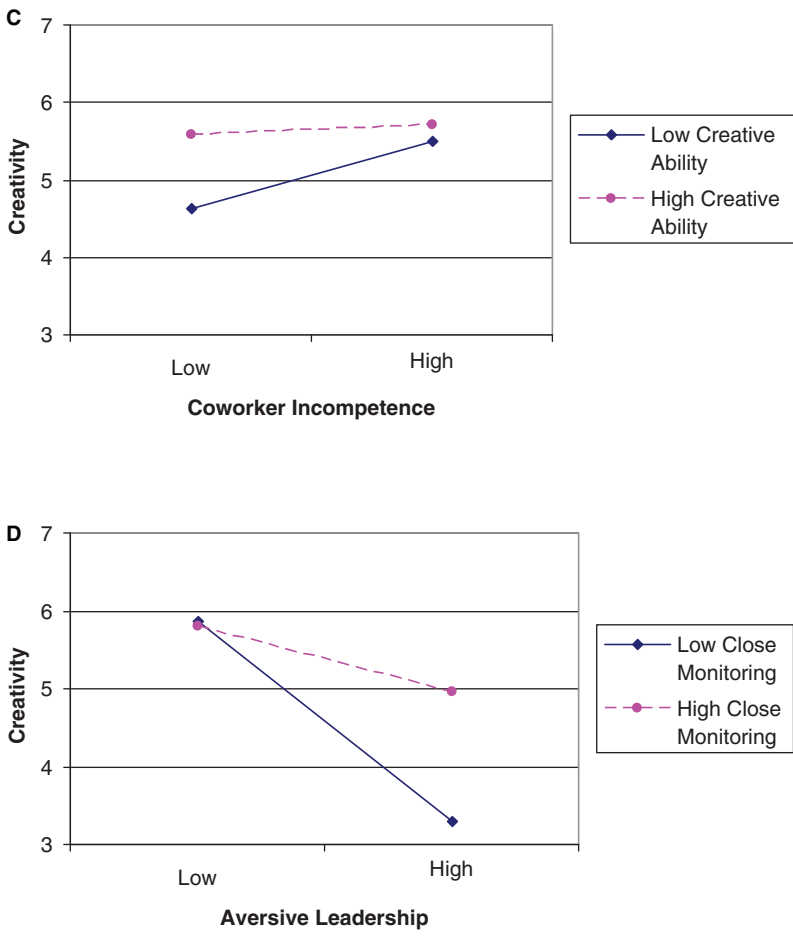 C
7
6
5
4
3
Creativity
Low
High
Coworker Incompetence
Low Creative
Ability
High Creative
Ability
D
7
6
5
4
3
Creativity
Low
High
Aversive Leadership
Low Close
Monitoring
High Close
Monitoring